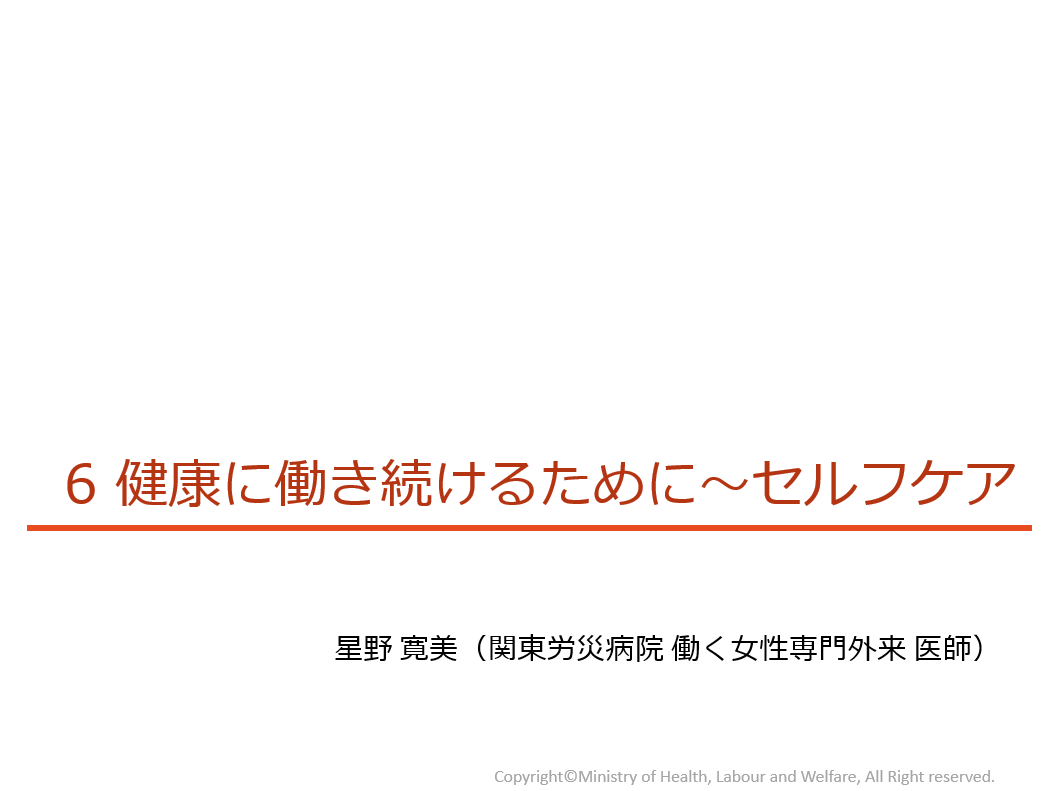 6 健康に働き続けるために～セルフケア
星野 寛美（関東労災病院 働く女性専門外来 医師）
Copyright©Ministry of Health, Labour and Welfare, All Right reserved.